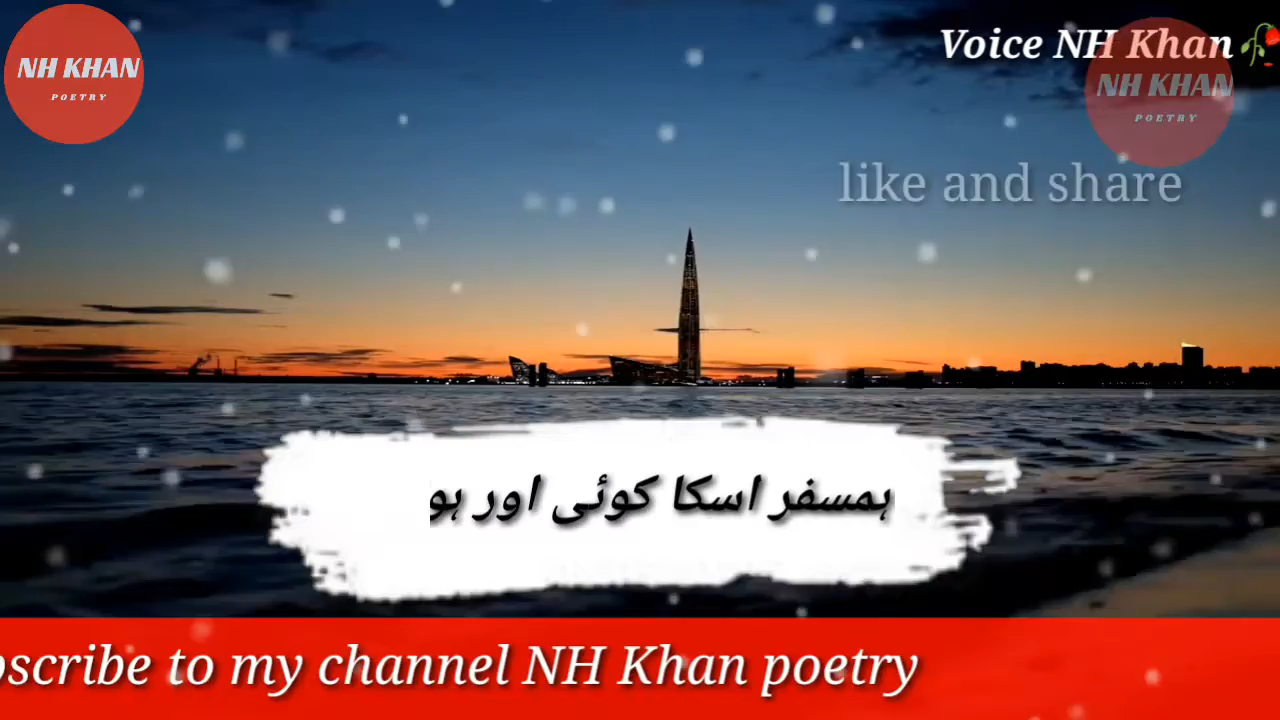 NH KHAN
POETRY
Voice NH Khan🥀
NH KHAN
POETRY
like and share
ہمسفر اسکا کوئی اور ہو
bscribe to my channel NH Khan poetry